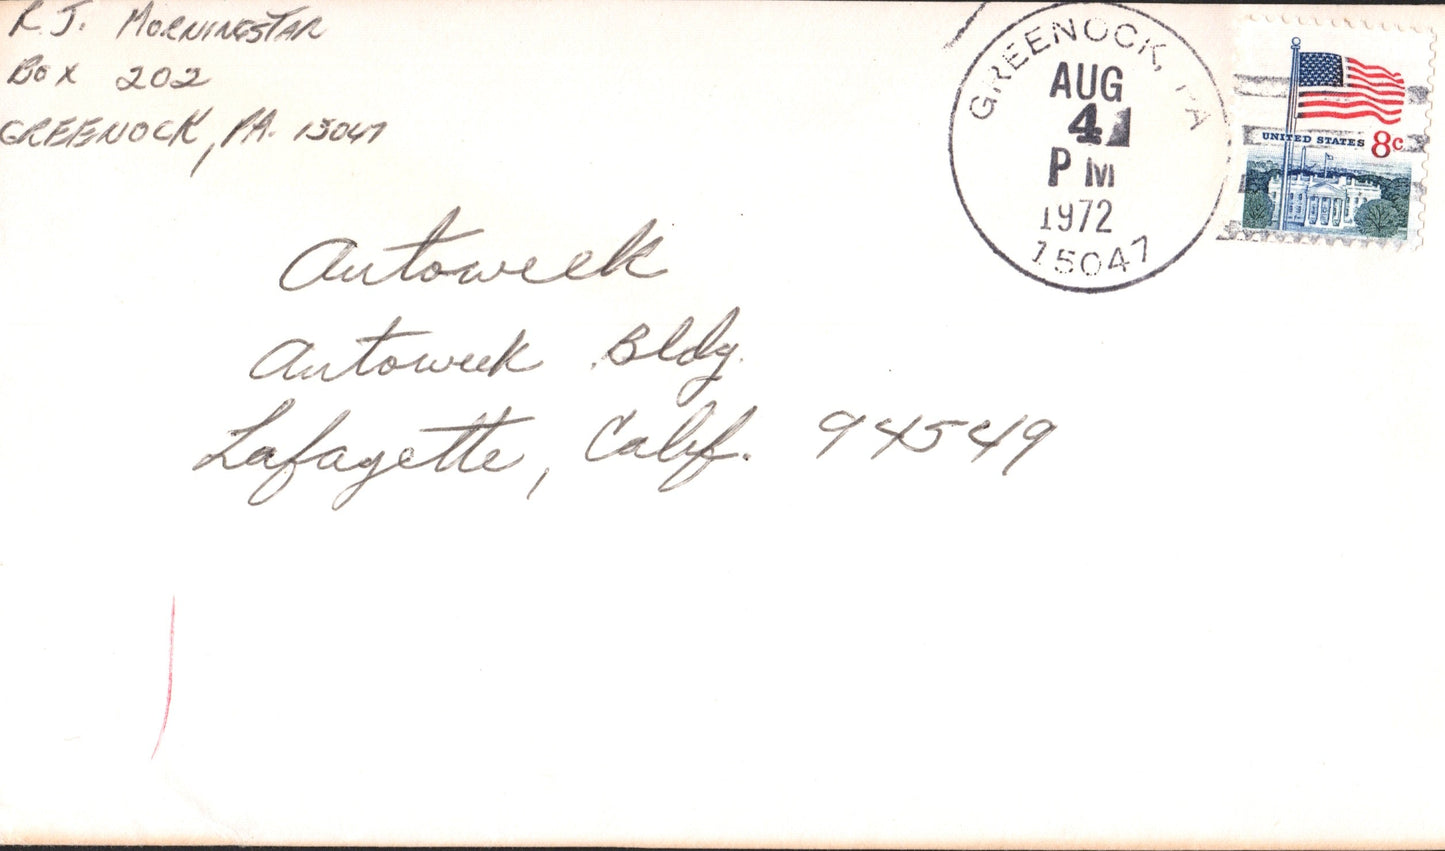 R.J. MORNINGSTAR
Box 202
GREENOCK, PA. 15047
GREENOCK, PA
AUG
4
PM
1972
15047
UNITED STATES 8c
Autoweek
Autoweek Bldg.
Lafayette, Calif. 94549